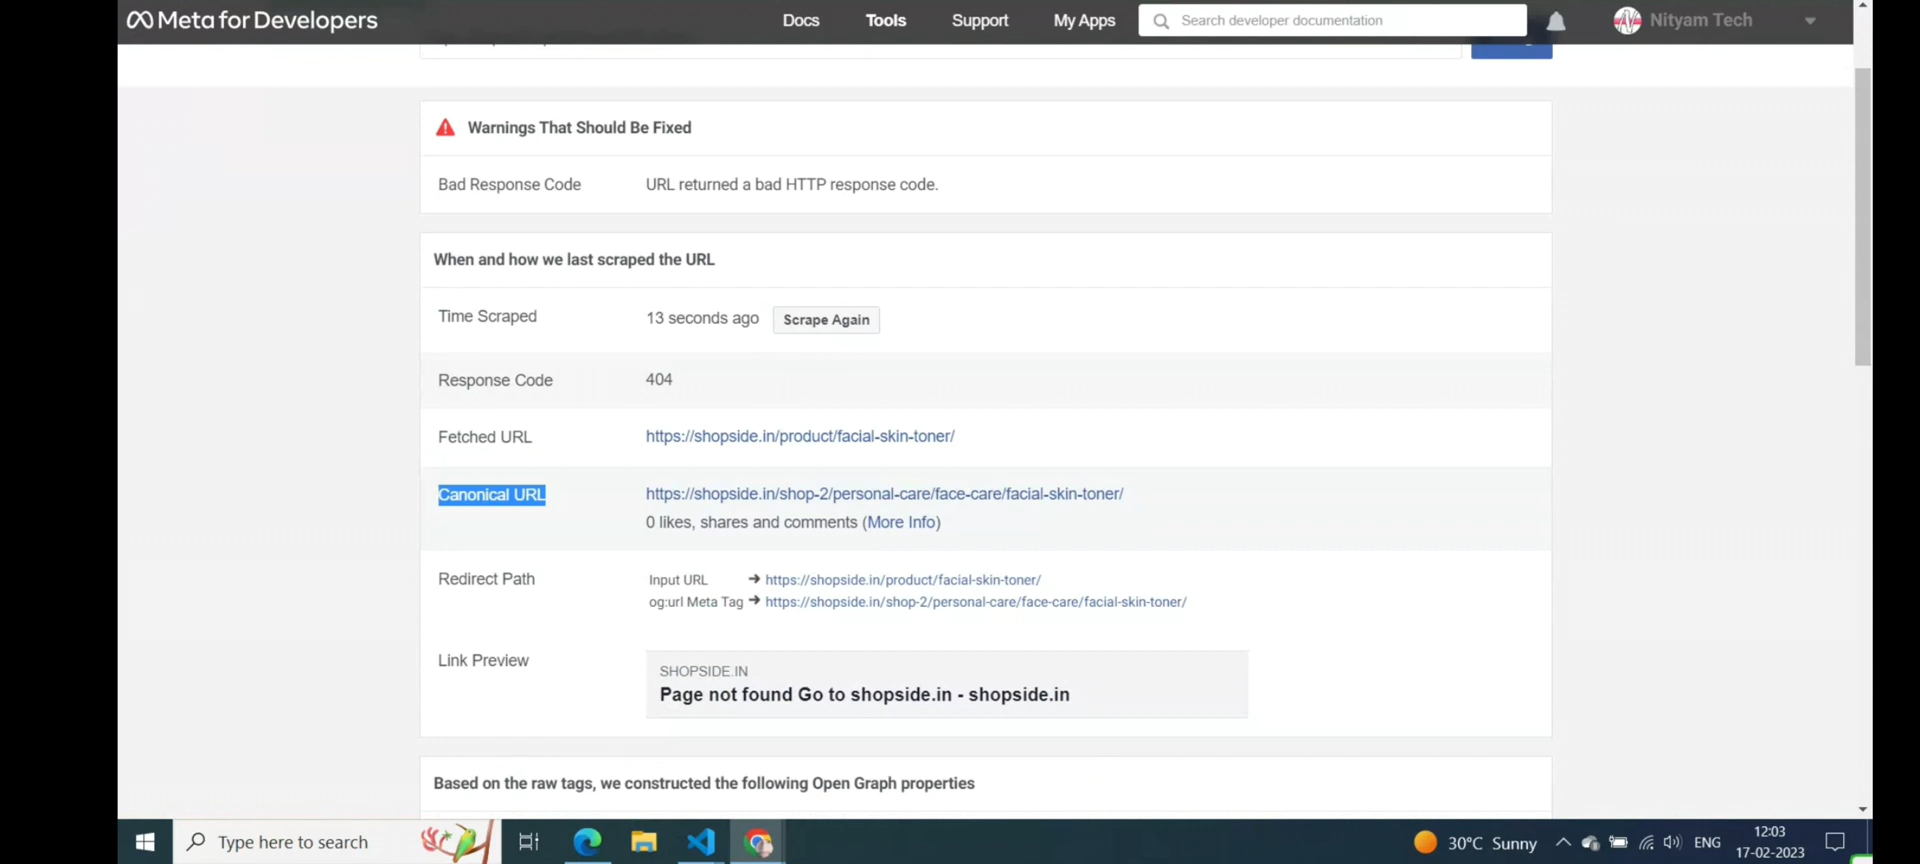 Meta for Developers
Docs
Tools
Support
My Apps
Search developer documentation
Nityam Tech
Warnings That Should Be Fixed
Bad Response Code
URL returned a bad HTTP response code.
When and how we last scraped the URL
Time Scraped
13 seconds ago
Scrape Again
Response Code
404
Fetched URL
https://shopside.in/product/facial-skin-toner/
Canonical URL
https://shopside.in/shop-2/personal-care/face-care/facial-skin-toner/
0 likes, shares and comments (More Info)
Redirect Path
Input URL → https://shopside.in/product/facial-skin-toner/
og:url Meta Tag → https://shopside.in/shop-2/personal-care/face-care/facial-skin-toner/
Link Preview
SHOPSIDE.IN
Page not found Go to shopside.in - shopside.in
Based on the raw tags, we constructed the following Open Graph properties
Type here to search
30°C Sunny
ENG
12:03
17-02-2023